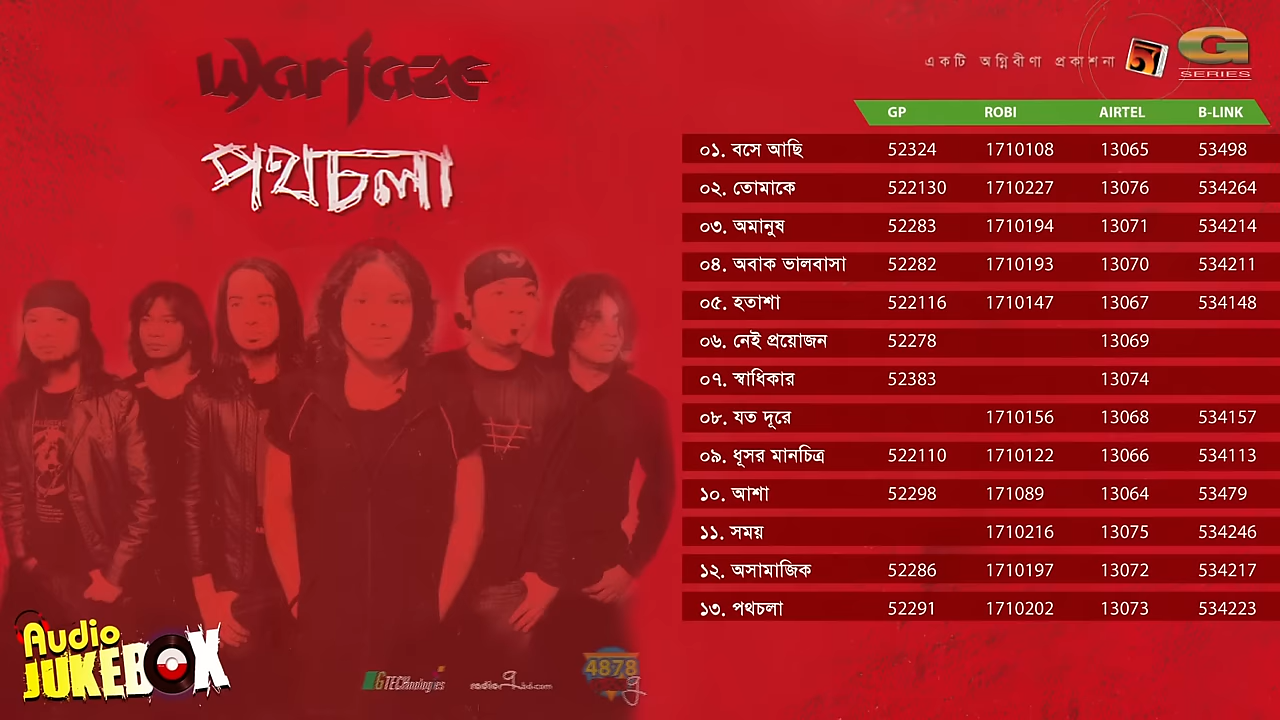 warfaze
পথচলা
একটি অগ্নিবীণা প্রকাশনা
G
SERIES
GP ROBI AIRTEL B-LINK
০১. বসে আছি 52324 1710108 13065 53498
০২. তোমাকে 522130 1710227 13076 534264
০৩. অমানুষ 52283 1710194 13071 534214
০৪. অবাক ভালবাসা 52282 1710193 13070 534211
০৫. হতাশা 522116 1710147 13067 534148
০৬. নেই প্রয়োজন 52278 13069
০৭. স্বাধিকার 52383 13074
০৮. যত দূরে 1710156 13068 534157
০৯. ধূসর মানচিত্র 522110 1710122 13066 534113
১০. আশা 52298 171089 13064 53479
১১. সময় 1710216 13075 534246
১২. অসামাজিক 52286 1710197 13072 534217
১৩. পথচলা 52291 1710202 13073 534223
Audio
JUKEBOX
GTECHnologies
radiogbd.com
4878